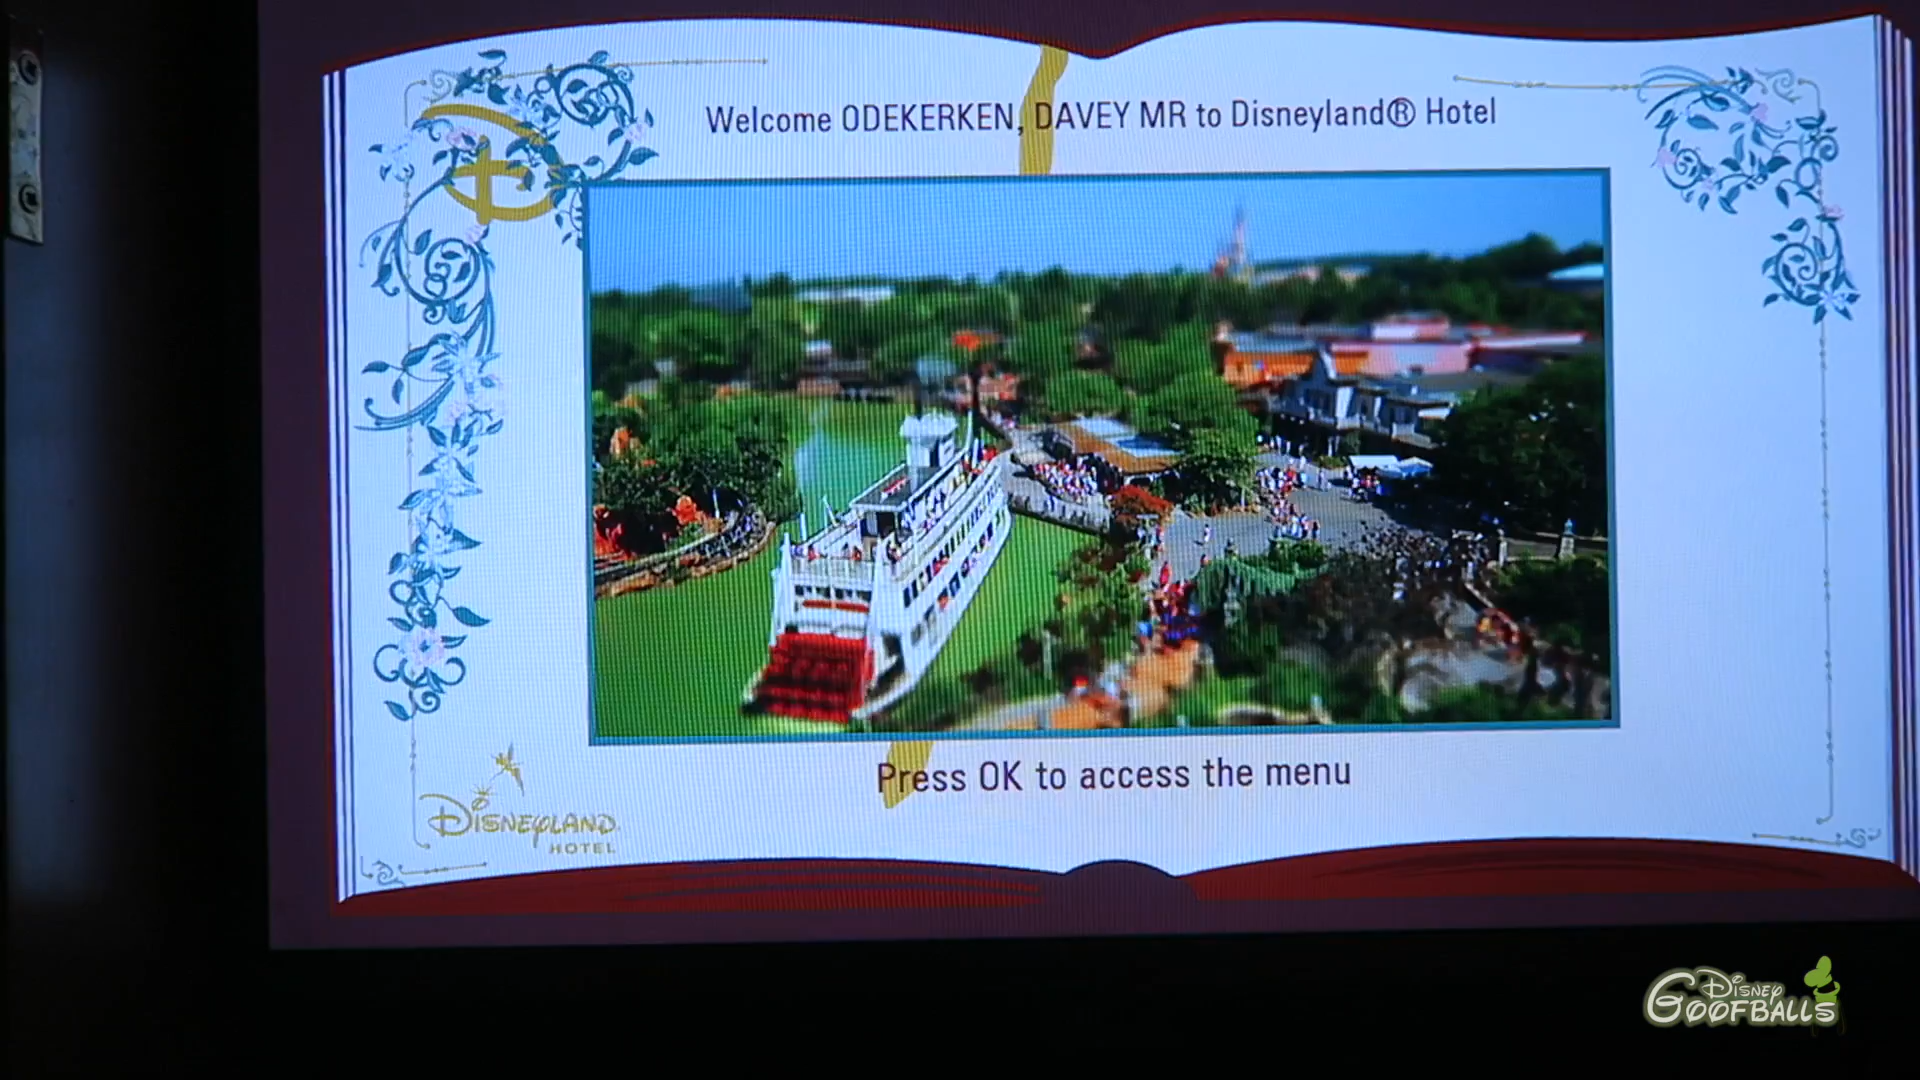 Welcome ODEKERKEN, DAVEY MR to Disneyland® Hotel
Press OK to access the menu
DISNEYLAND
HOTEL
DISNEY
GOOFBALLS